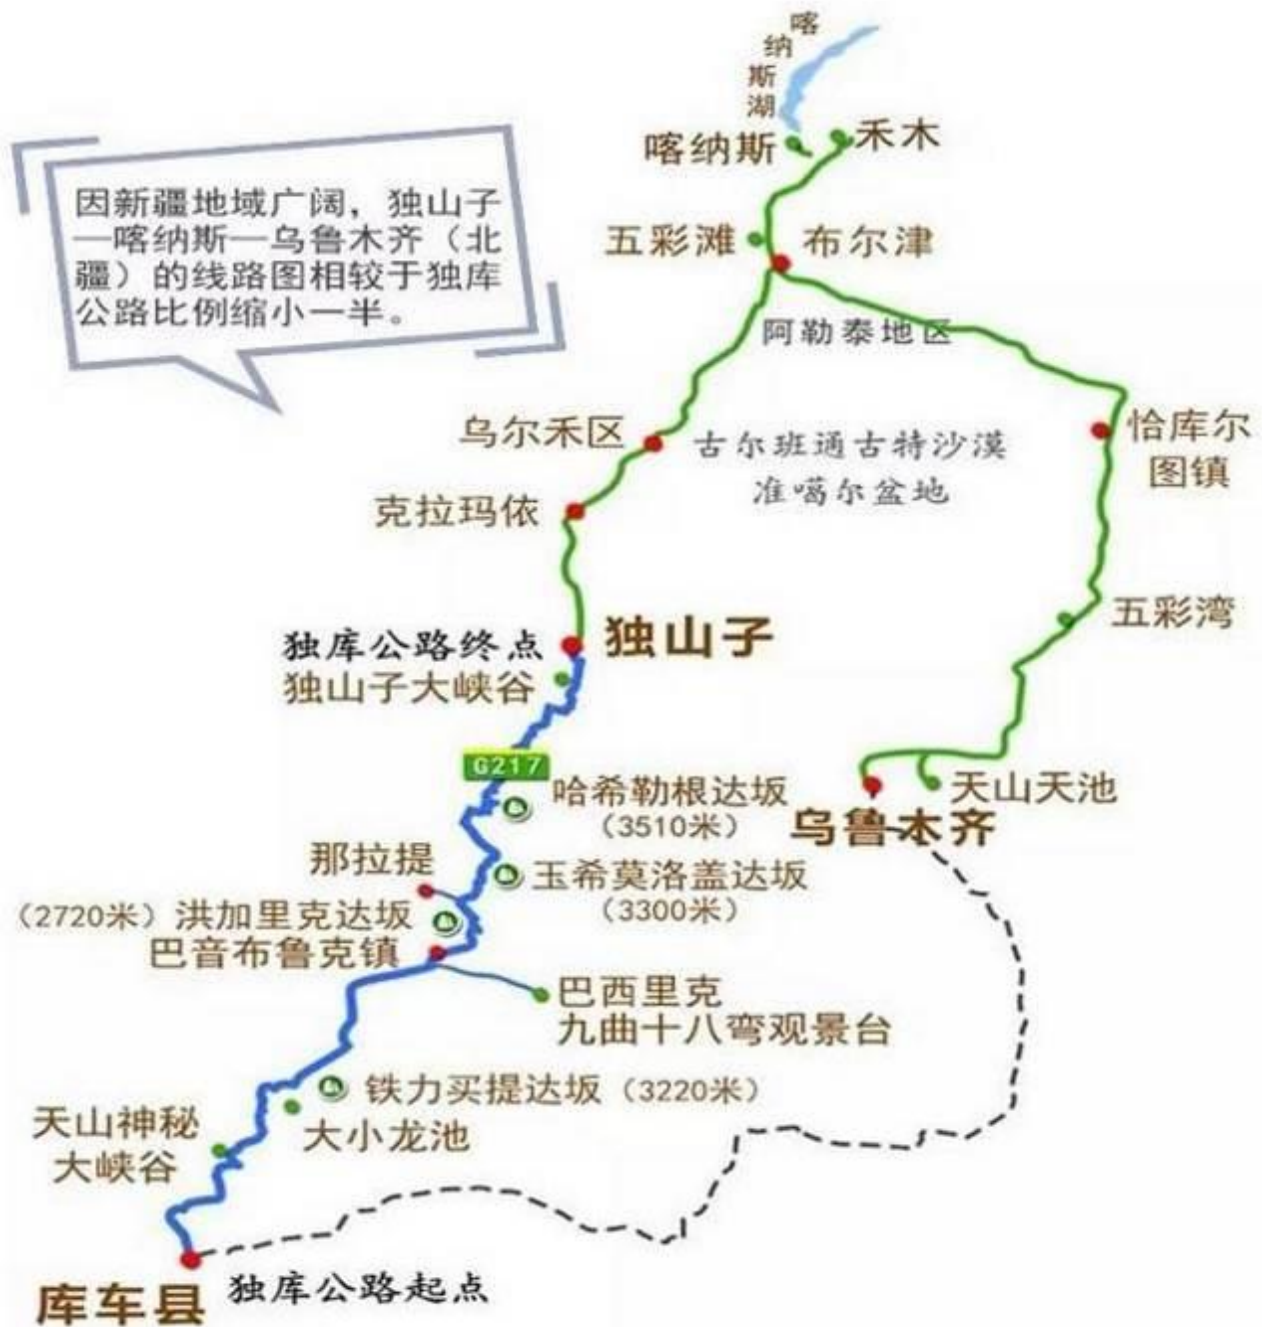 喀纳斯湖
喀纳斯
禾木
因新疆地域广阔，独山子
—喀纳斯—乌鲁木齐（北
疆）的线路图相较于独库
公路比例缩小一半。
五彩滩
布尔津
阿勒泰地区
乌尔禾区
古尔班通古特沙漠
准噶尔盆地
恰库尔
图镇
克拉玛依
五彩湾
独库公路终点
独山子
独山子大峡谷
G217
哈希勒根达坂
（3510米）
天山天池
乌鲁木齐
那拉提
玉希莫洛盖达坂
（3300米）
（2720米）洪加里克达坂
巴音布鲁克镇
巴西里克
九曲十八弯观景台
铁力买提达坂（3220米）
大小龙池
天山神秘
大峡谷
库车县
独库公路起点